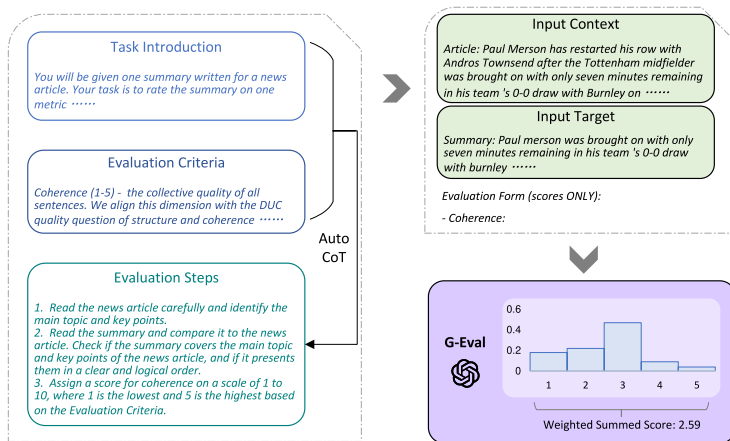 Task Introduction
You will be given one summary written for a news
article. Your task is to rate the summary on one
metric ······
Evaluation Criteria
Coherence (1-5) - the collective quality of all
sentences. We align this dimension with the DUC
quality question of structure and coherence ······
Auto
CoT
Evaluation Steps
1. Read the news article carefully and identify the
main topic and key points.
2. Read the summary and compare it to the news
article. Check if the summary covers the main topic
and key points of the news article, and if it presents
them in a clear and logical order.
3. Assign a score for coherence on a scale of 1 to
10, where 1 is the lowest and 5 is the highest based
on the Evaluation Criteria.
Input Context
Article: Paul Merson has restarted his row with
Andros Townsend after the Tottenham midfielder
was brought on with only seven minutes remaining
in his team 's 0-0 draw with Burnley on ······
Input Target
Summary: Paul merson was brought on with only
seven minutes remaining in his team 's 0-0 draw
with burnley ······
Evaluation Form (scores ONLY):
- Coherence:
G-Eval
0.6
0.4
0.2
0
1 2 3 4 5
Weighted Summed Score: 2.59